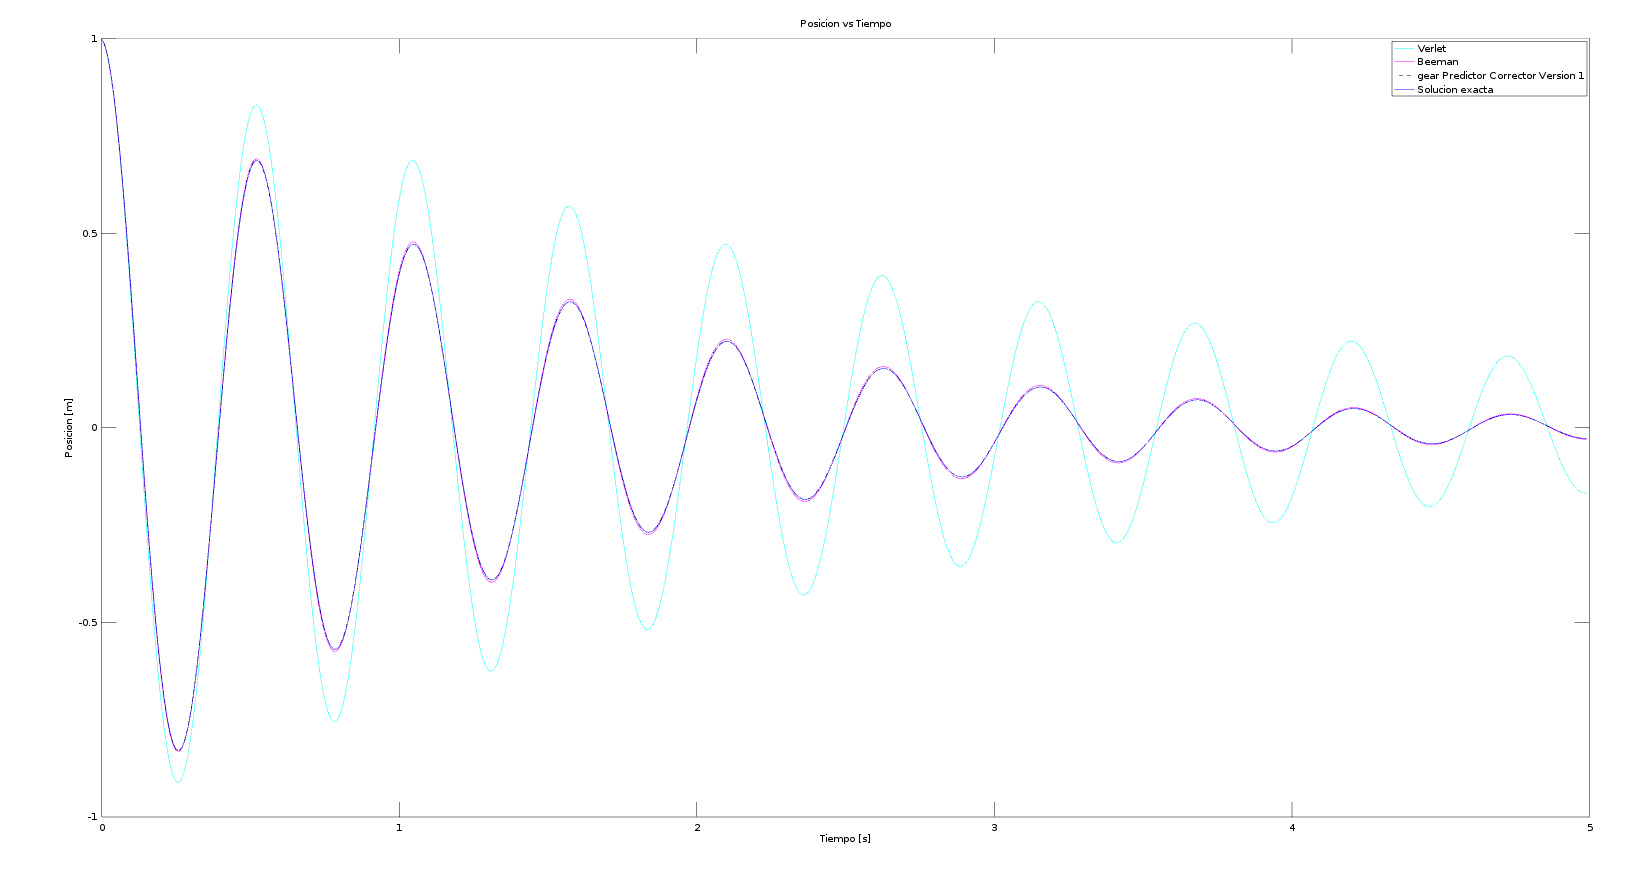 Posicion vs Tiempo
Verlet
Beeman
gear Predictor Corrector Version 1
Solucion exacta
1
0.5
0
-0.5
-1
Posicion [m]
0 1 2 3 4 5
Tiempo [s]